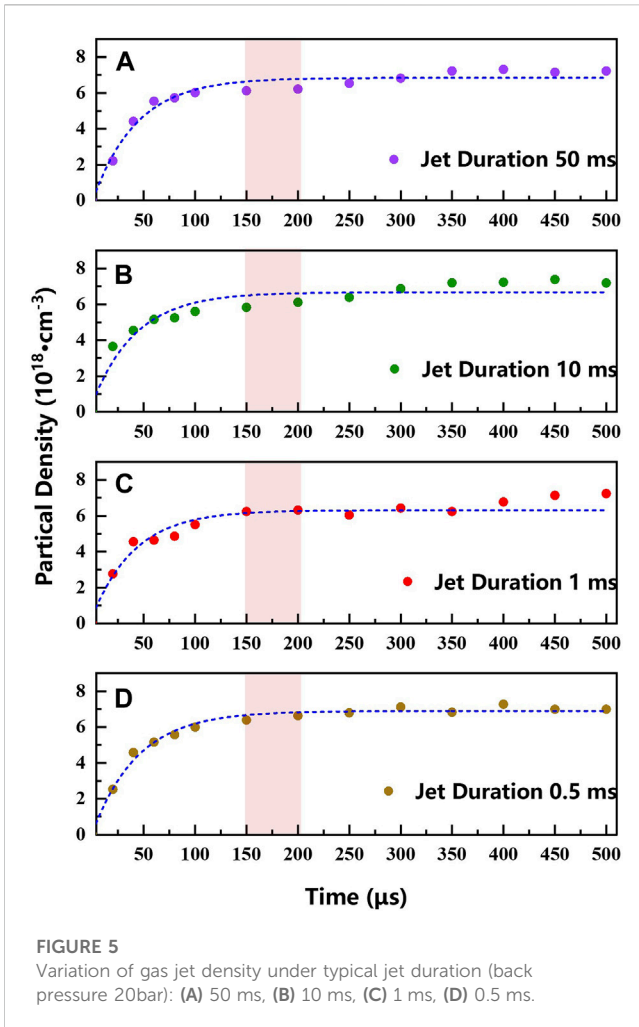 Partical Density (10¹⁸•cm⁻³)
A
8
6
4
2
0
Jet Duration 50 ms
50 100 150 200 250 300 350 400 450 500
B
8
6
4
2
0
Jet Duration 10 ms
50 100 150 200 250 300 350 400 450 500
C
8
6
4
2
0
Jet Duration 1 ms
50 100 150 200 250 300 350 400 450 500
D
8
6
4
2
0
Jet Duration 0.5 ms
50 100 150 200 250 300 350 400 450 500
Time (μs)
FIGURE 5
Variation of gas jet density under typical jet duration (back
pressure 20bar): (A) 50 ms, (B) 10 ms, (C) 1 ms, (D) 0.5 ms.